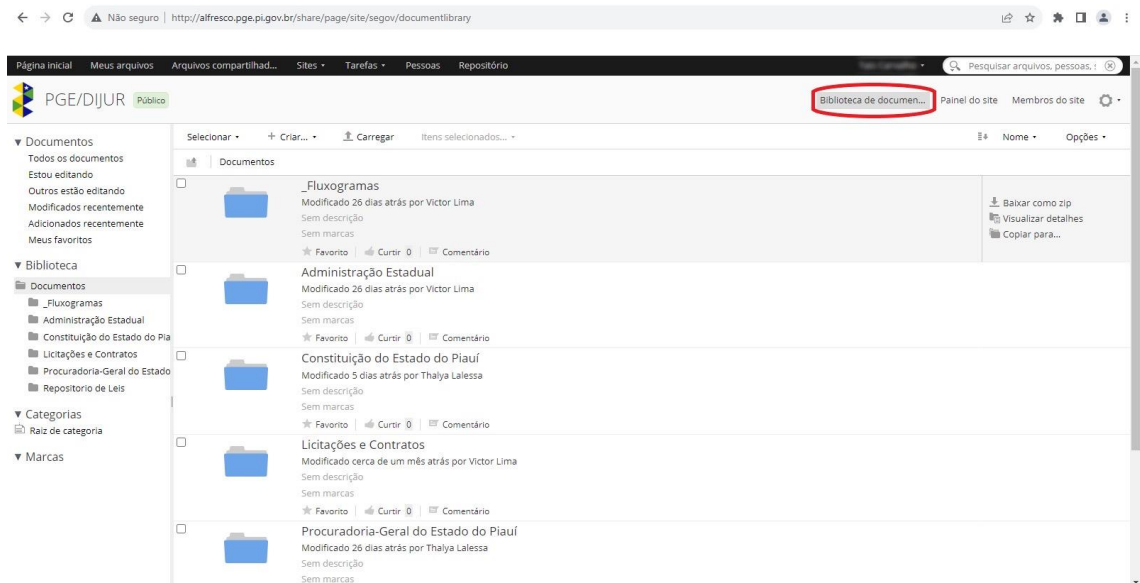 Não seguro | http://alfresco.pge.pi.gov.br/share/page/site/segov/documentlibrary
Página inicial Meus arquivos Arquivos compartilhad... Sites Tarefas Pessoas Repositório
Pesquisar arquivos, pessoas, s
PGE/DIJUR Público
Biblioteca de documen... Painel do site Membros do site
Documentos
Todos os documentos
Estou editando
Outros estão editando
Modificados recentemente
Adicionados recentemente
Meus favoritos
Biblioteca
Documentos
_Fluxogramas
Administração Estadual
Constituição do Estado do Pia
Licitações e Contratos
Procuradoria-Geral do Estado
Repositorio de Leis
Categorias
Raiz de categoria
Marcas
Selecionar + Criar... Carregar Itens selecionados... Nome Opções
Documentos
_Fluxogramas
Modificado 26 dias atrás por Victor Lima
Sem descrição
Sem marcas
Favorito Curtir 0 Comentário
Baixar como zip
Visualizar detalhes
Copiar para...
Administração Estadual
Modificado 26 dias atrás por Victor Lima
Sem descrição
Sem marcas
Favorito Curtir 0 Comentário
Constituição do Estado do Piauí
Modificado 5 dias atrás por Thalya Lalessa
Sem descrição
Sem marcas
Favorito Curtir 0 Comentário
Licitações e Contratos
Modificado cerca de um mês atrás por Victor Lima
Sem descrição
Sem marcas
Favorito Curtir 0 Comentário
Procuradoria-Geral do Estado do Piauí
Modificado 26 dias atrás por Thalya Lalessa
Sem descrição
Sem marcas